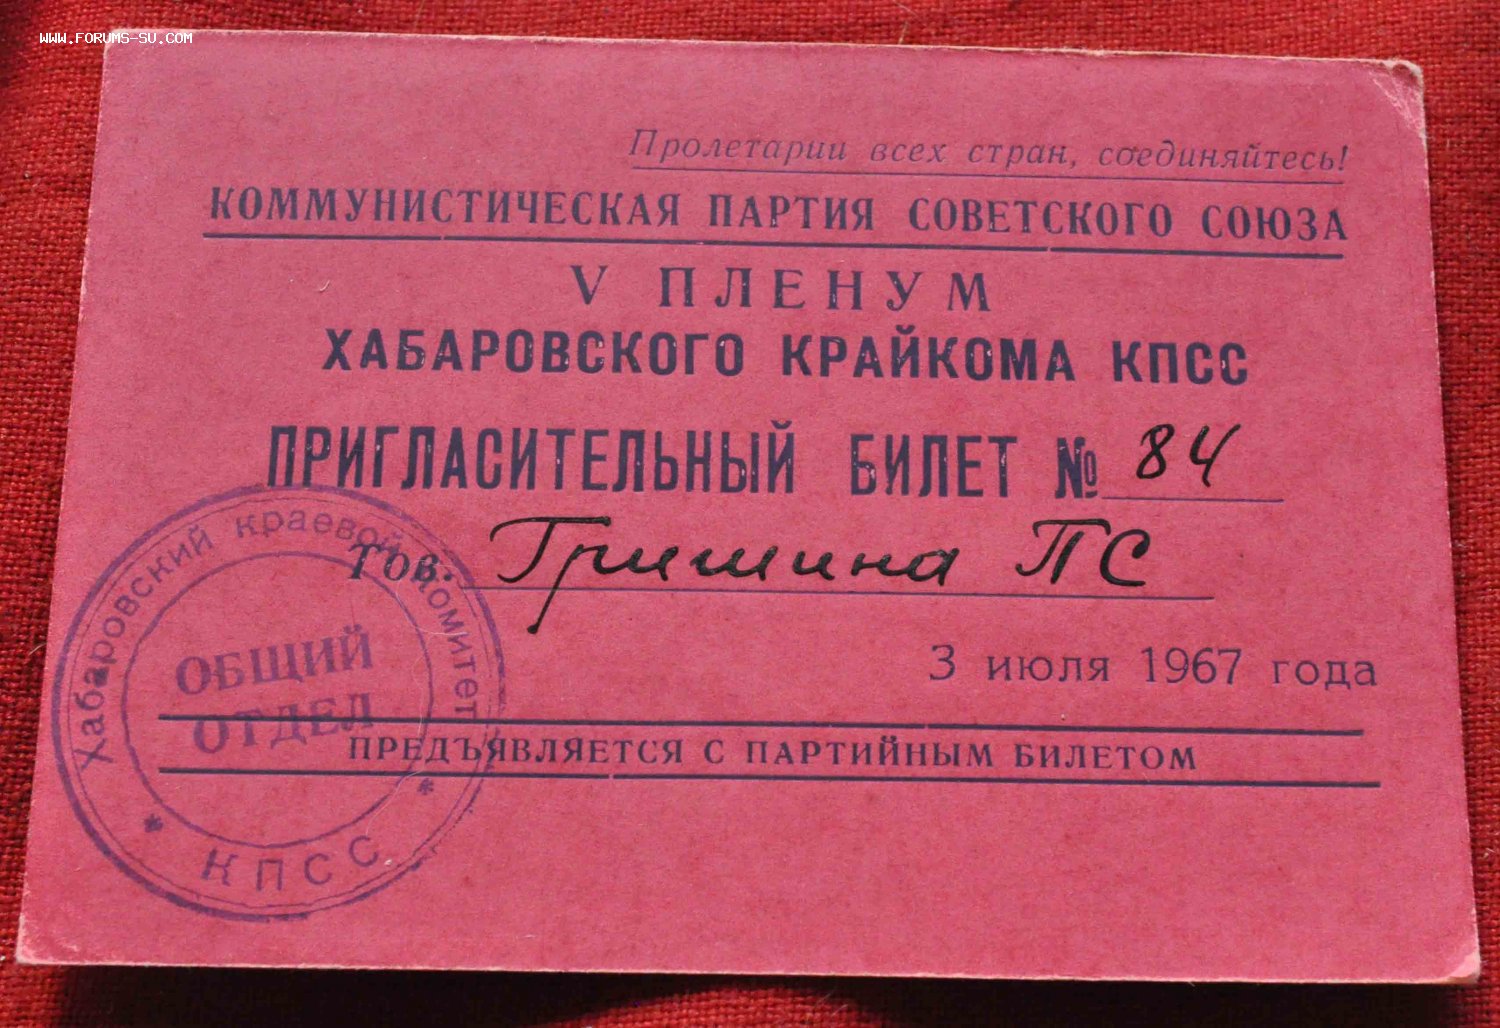 www.forums-su.com
Пролетарии всех стран, соединяйтесь!
КОММУНИСТИЧЕСКАЯ ПАРТИЯ СОВЕТСКОГО СОЮЗА
V ПЛЕНУМ
ХАБАРОВСКОГО КРАЙКОМА КПСС
ПРИГЛАСИТЕЛЬНЫЙ БИЛЕТ № 84
Тов. Гришина ПС
3 июля 1967 года
ПРЕДЪЯВЛЯЕТСЯ С ПАРТИЙНЫМ БИЛЕТОМ
Хабаровский краевой комитет
ОБЩИЙ
ОТДЕЛ
* КПСС *